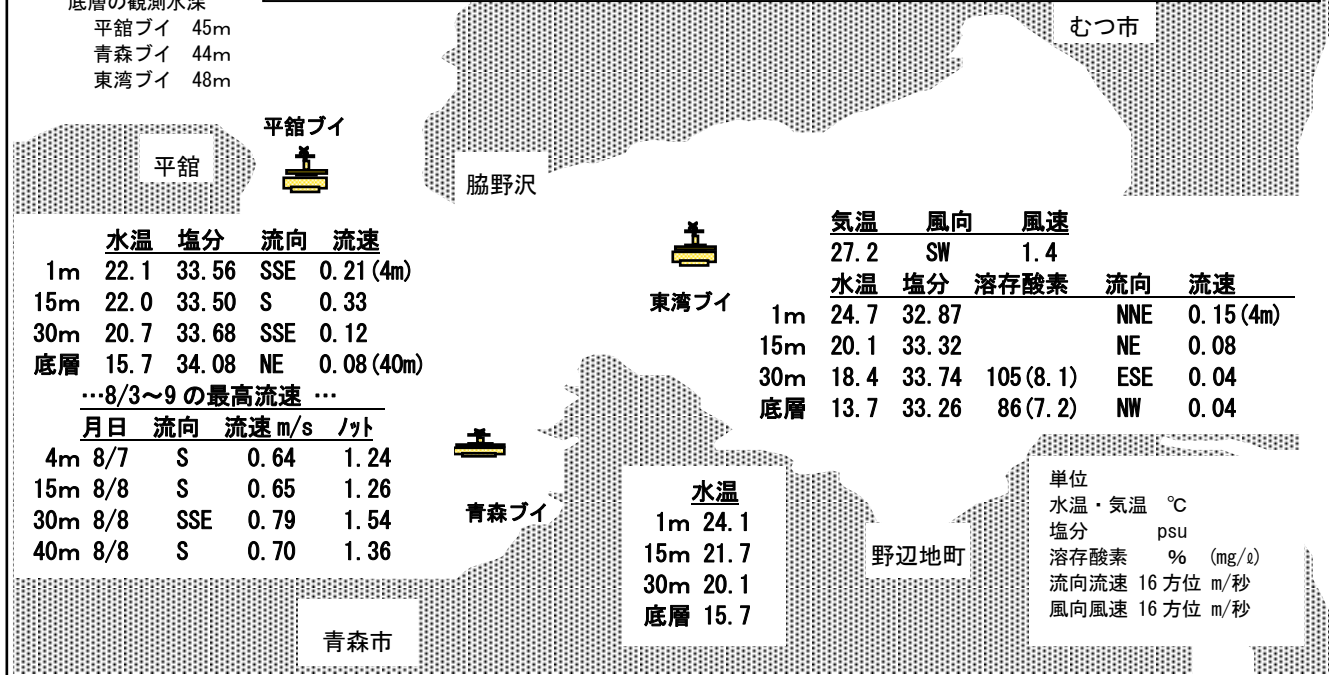 底層の観測水深
平舘ブイ 45m
青森ブイ 44m
東湾ブイ 48m
むつ市
平舘ブイ
平舘
脇野沢
水温 塩分 流向 流速
1m 22.1 33.56 SSE 0.21(4m)
15m 22.0 33.50 S 0.33
30m 20.7 33.68 SSE 0.12
底層 15.7 34.08 NE 0.08(40m)
…8/3～9の最高流速 …
月日 流向 流速m/s ノット
4m 8/7 S 0.64 1.24
15m 8/8 S 0.65 1.26
30m 8/8 SSE 0.79 1.54
40m 8/8 S 0.70 1.36
東湾ブイ
気温 風向 風速
27.2 SW 1.4
水温 塩分 溶存酸素 流向 流速
1m 24.7 32.87 NNE 0.15(4m)
15m 20.1 33.32 NE 0.08
30m 18.4 33.74 105(8.1) ESE 0.04
底層 13.7 33.26 86(7.2) NW 0.04
青森ブイ
水温
1m 24.1
15m 21.7
30m 20.1
底層 15.7
野辺地町
単位
水温・気温 ℃
塩分 psu
溶存酸素 % (mg/ℓ)
流向流速 16方位 m/秒
風向風速 16方位 m/秒
青森市